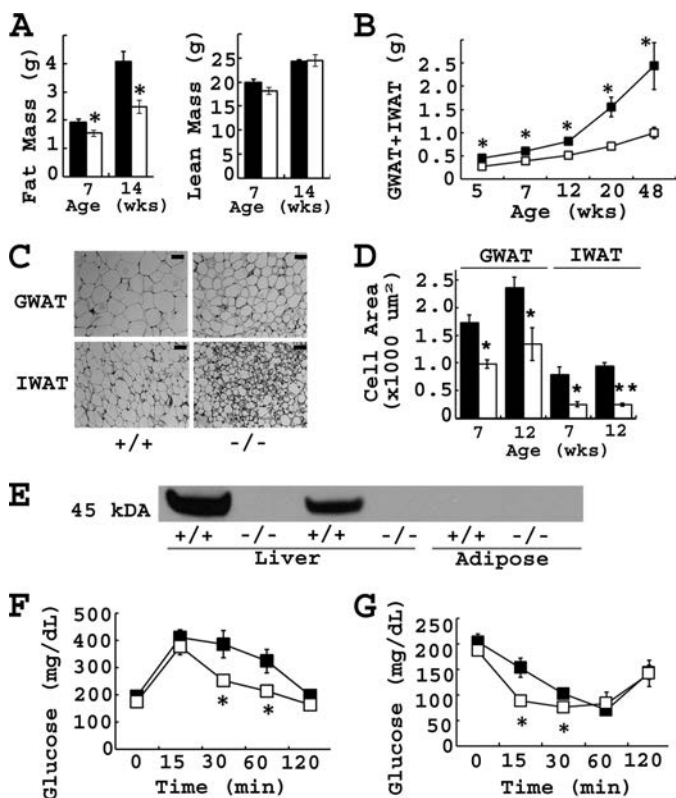 A
Fat Mass (g)
6
4
2
0
*
*
7 14
Age (wks)
Lean Mass (g)
25
20
15
10
5
0
7 14
Age (wks)
B
GWAT+IWAT (g)
2.5
2.0
1.5
1.0
0.5
* * * * *
5 7 12 20 48
Age (wks)
C
GWAT
IWAT
+/+ -/-
D
GWAT IWAT
Cell Area
(x1000 um²)
2.5
2.0
1.5
1.0
0.5
0.
* * * **
7 12 7 12
Age (wks)
E
45 kDA
+/+ -/- +/+ -/- +/+ -/-
Liver Adipose
F
Glucose (mg/dL)
500
400
300
200
100
0
* *
0 15 30 60 120
Time (min)
G
Glucose (mg/dL)
250
200
150
100
50
0
* *
0 15 30 60 120
Time (min)